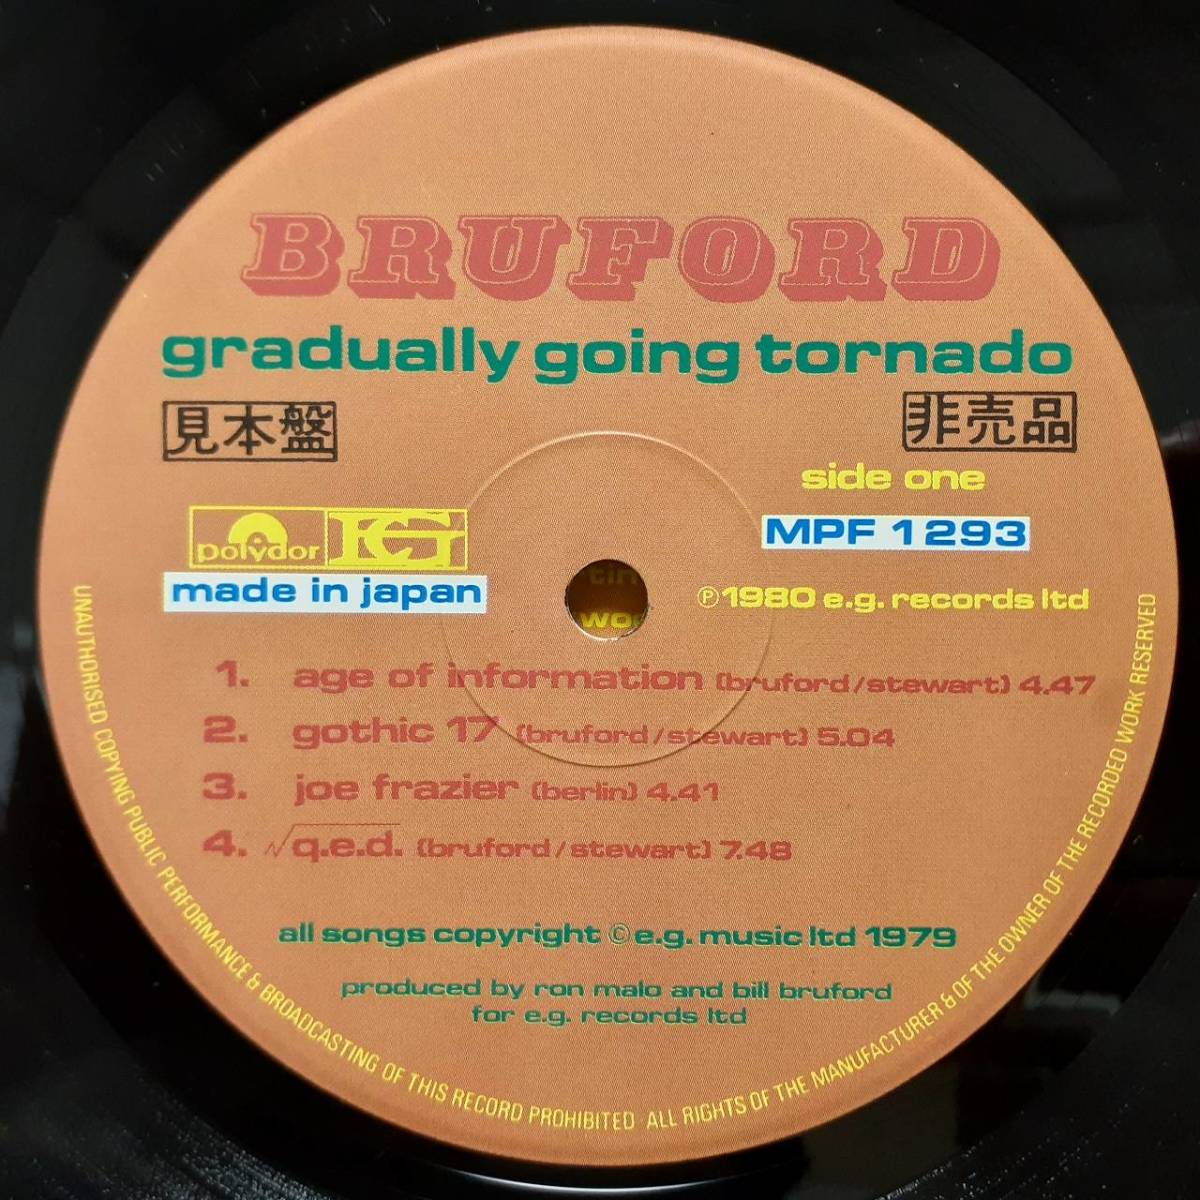 BRUFORD
gradually going tornado
見本盤
非売品
side one
polydor EG
MPF 1293
made in japan
℗1980 e.g. records ltd
1. age of information (bruford/stewart) 4.47
2. gothic 17 (bruford/stewart) 5.04
3. joe frazier (berlin) 4.41
4. √q.e.d. (bruford/stewart) 7.48
all songs copyright © e.g. music ltd 1979
produced by ron malo and bill bruford
for e.g. records ltd
UNAUTHORISED COPYING PUBLIC PERFORMANCE & BROADCASTING OF THIS RECORD PROHIBITED ALL RIGHTS OF THE MANUFACTURER & OF THE OWNER OF THE RECORDED WORK RESERVED